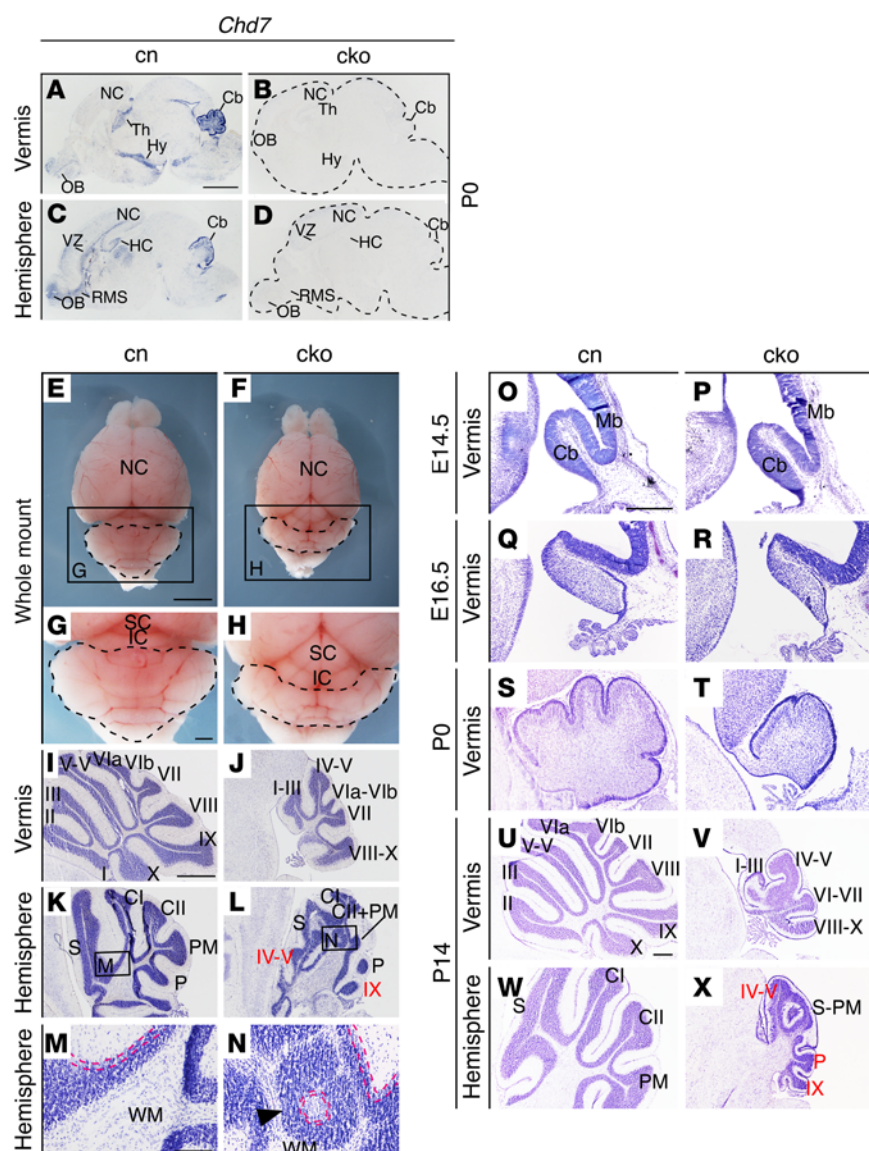 Chd7
cn cko
A NC Cb Th Hy OB
B NC Th Cb OB Hy
Vermis
C NC Cb VZ HC RMS OB
D NC Cb VZ HC RMS OB
Hemisphere
P0
cn cko
E NC G
F NC H
G SC IC
H SC IC
Whole mount
I V-V VIa VIb VII III II VIII IX I X
J IV-V I-III VIa-VIb VII VIII-X
Vermis
K CI CII S M PM P
L CI CII+PM S N IV-V P IX
Hemisphere
M WM
N WM
Hemisphere
cn cko
O Mb Cb
P Mb Cb
E14.5 Vermis
Q
R
E16.5 Vermis
S
T
P0 Vermis
U VIa VIb V-V VII III VIII II IX X
V I-III IV-V VI-VII VIII-X
Vermis
P14
W S CI CII PM
X IV-V S-PM P IX
Hemisphere